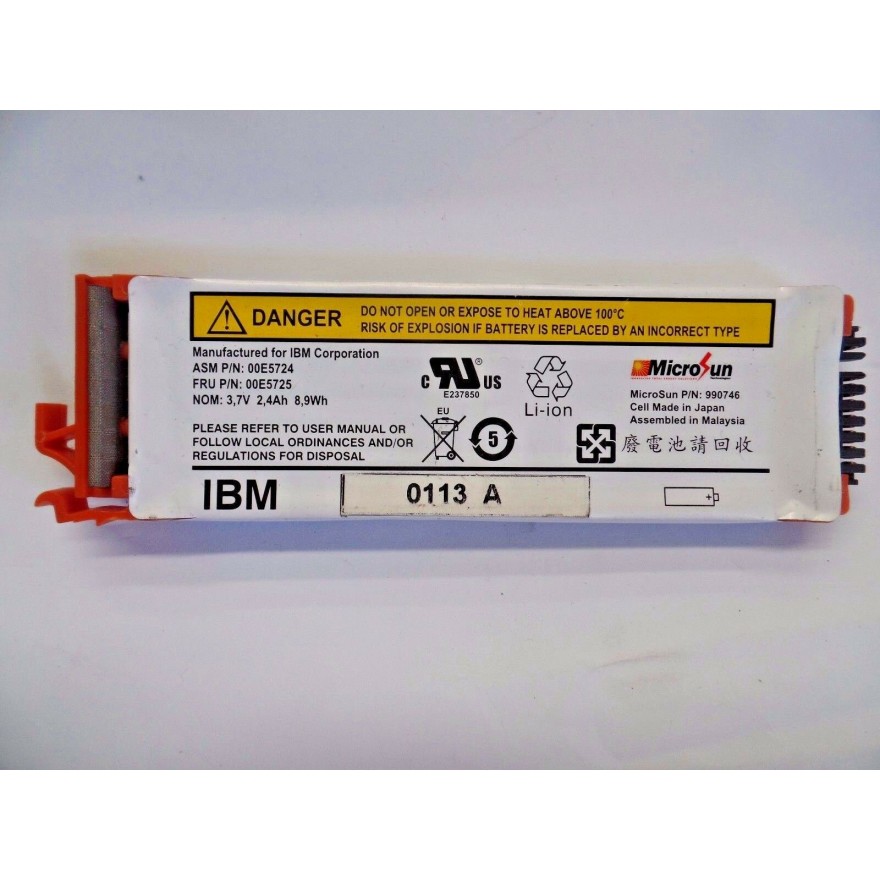 DANGER
DO NOT OPEN OR EXPOSE TO HEAT ABOVE 100°C
RISK OF EXPLOSION IF BATTERY IS REPLACED BY AN INCORRECT TYPE
Manufactured for IBM Corporation
ASM P/N: 00E5724
FRU P/N: 00E5725
NOM: 3,7V 2,4Ah 8,9Wh
PLEASE REFER TO USER MANUAL OR
FOLLOW LOCAL ORDINANCES AND/OR
REGULATIONS FOR DISPOSAL
C UL® US
E237850
EU
5
Li-ion
MicroSun
MicroSun P/N: 990746
Cell Made in Japan
Assembled in Malaysia
廢電池請回收
IBM
0113 A
+